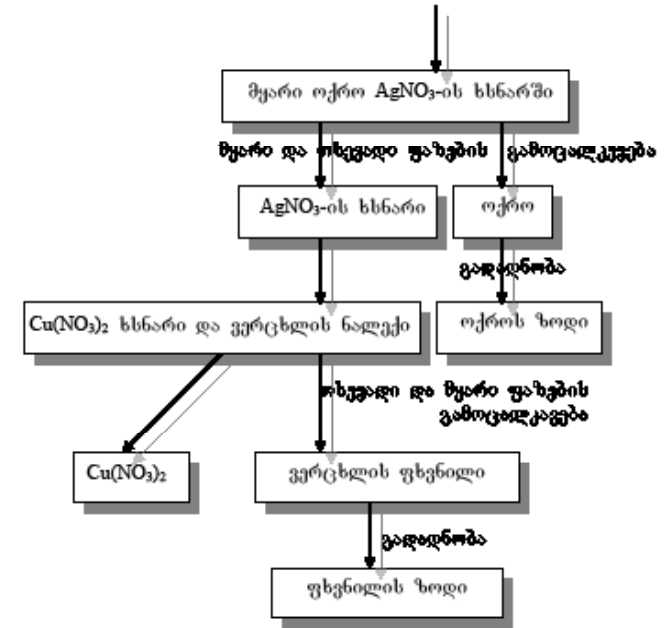 მყარი ოქრო AgNO₃-ის ხსნარში
მყარი და თხევადი ფაზების გამოცალკევება
AgNO₃-ის ხსნარი
ოქრო
გადადნობა
Cu(NO₃)₂ ხსნარი და ვერცხლის ნალექი
ოქროს ზოდი
თხევადი და მყარი ფაზების
გამოცალკავება
Cu(NO₃)₂
ვერცხლის ფხვნილი
გადადნობა
ფხვნილის ზოდი